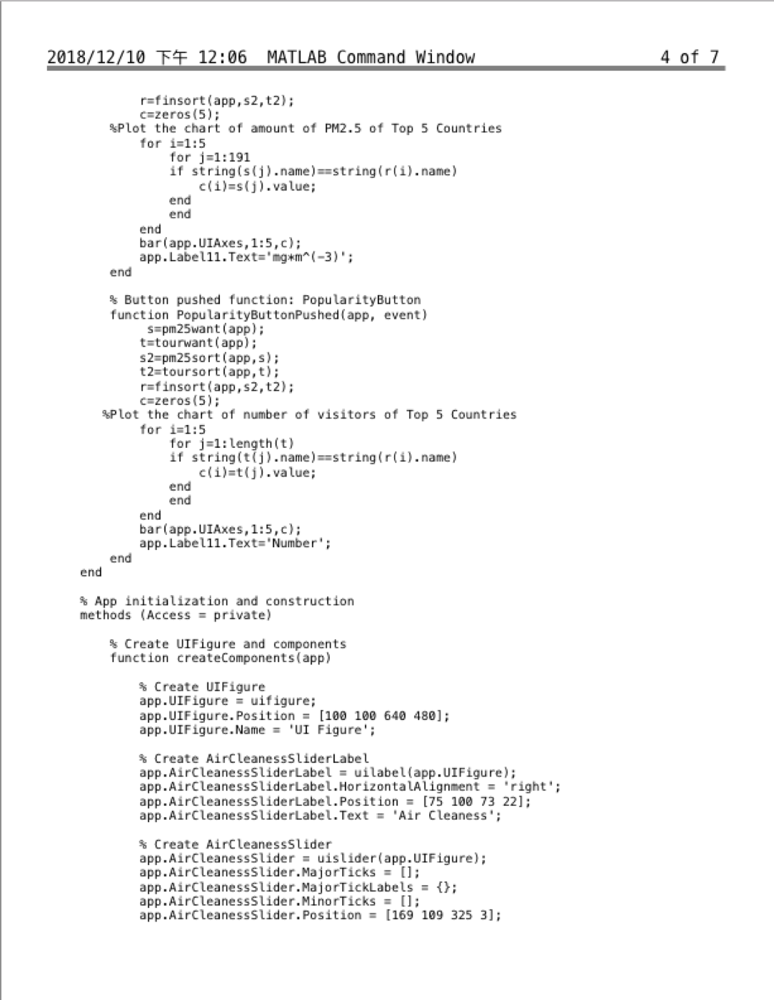 2018/12/10 下午 12:06 MATLAB Command Window 4 of 7
r=finsort(app,s2,t2);
c=zeros(5);
%Plot the chart of amount of PM2.5 of Top 5 Countries
for i=1:5
for j=1:191
if string(s(j).name)==string(r(i).name)
c(i)=s(j).value;
end
end
end
bar(app.UIAxes,1:5,c);
app.Label11.Text='mg*m^(-3)';
end
% Button pushed function: PopularityButton
function PopularityButtonPushed(app, event)
s=pm25want(app);
t=tourwant(app);
s2=pm25sort(app,s);
t2=toursort(app,t);
r=finsort(app,s2,t2);
c=zeros(5);
%Plot the chart of number of visitors of Top 5 Countries
for i=1:5
for j=1:length(t)
if string(t(j).name)==string(r(i).name)
c(i)=t(j).value;
end
end
end
bar(app.UIAxes,1:5,c);
app.Label11.Text='Number';
end
end
% App initialization and construction
methods (Access = private)
% Create UIFigure and components
function createComponents(app)
% Create UIFigure
app.UIFigure = uifigure;
app.UIFigure.Position = [100 100 640 480];
app.UIFigure.Name = 'UI Figure';
% Create AirCleanessSliderLabel
app.AirCleanessSliderLabel = uilabel(app.UIFigure);
app.AirCleanessSliderLabel.HorizontalAlignment = 'right';
app.AirCleanessSliderLabel.Position = [75 100 73 22];
app.AirCleanessSliderLabel.Text = 'Air Cleaness';
% Create AirCleanessSlider
app.AirCleanessSlider = uislider(app.UIFigure);
app.AirCleanessSlider.MajorTicks = [];
app.AirCleanessSlider.MajorTickLabels = {};
app.AirCleanessSlider.MinorTicks = [];
app.AirCleanessSlider.Position = [169 109 325 3];